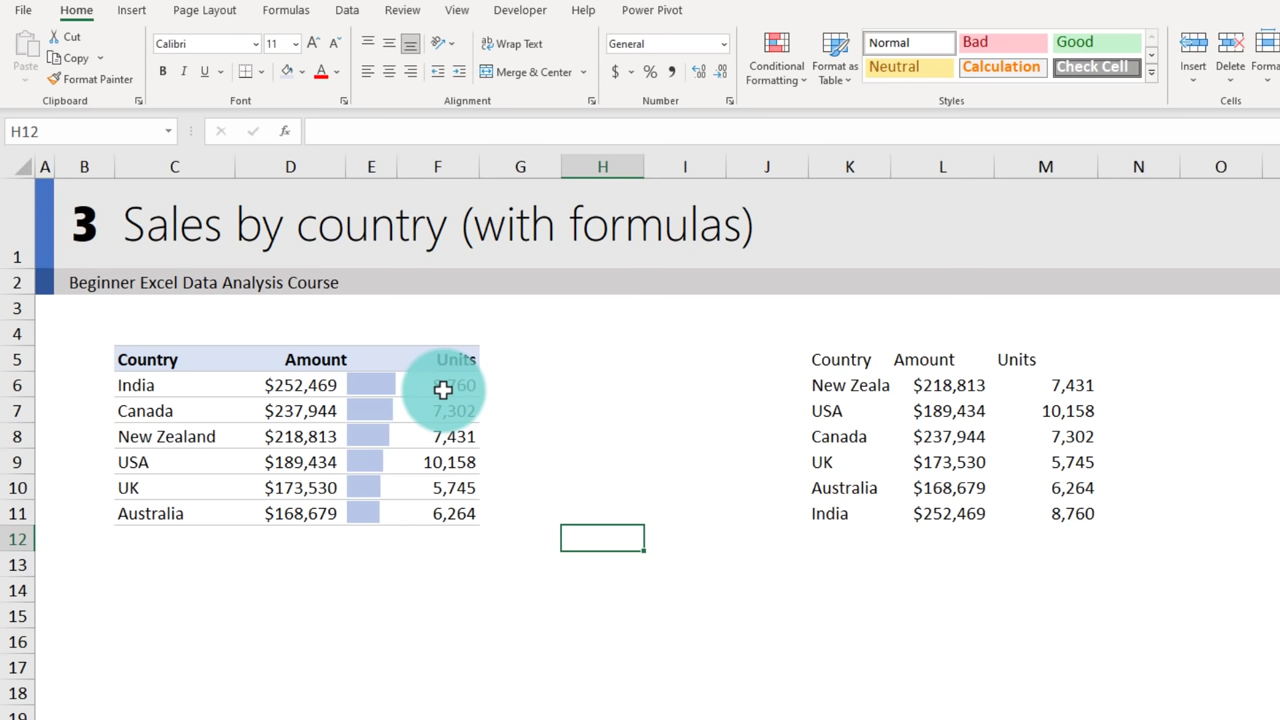 File Home Insert Page Layout Formulas Data Review View Developer Help Power Pivot
Paste Cut Calibri 11 A A Wrap Text General Conditional Formatting Format as Table Normal Bad Good Insert Delete
Copy
Format Painter B I U A Merge & Center $ % Neutral Calculation Check Cell
Clipboard Font Alignment Number Styles Cells
H12 fx
A B C D E F G H I J K L M N O
1 3 Sales by country (with formulas)
2 Beginner Excel Data Analysis Course
3
4
5 Country Amount Units Country Amount Units
6 India $252,469 New Zeala $218,813 7,431
7 Canada $237,944 7,302 USA $189,434 10,158
8 New Zealand $218,813 7,431 Canada $237,944 7,302
9 USA $189,434 10,158 UK $173,530 5,745
10 UK $173,530 5,745 Australia $168,679 6,264
11 Australia $168,679 6,264 India $252,469 8,760
12
13
14
15
16
17
18